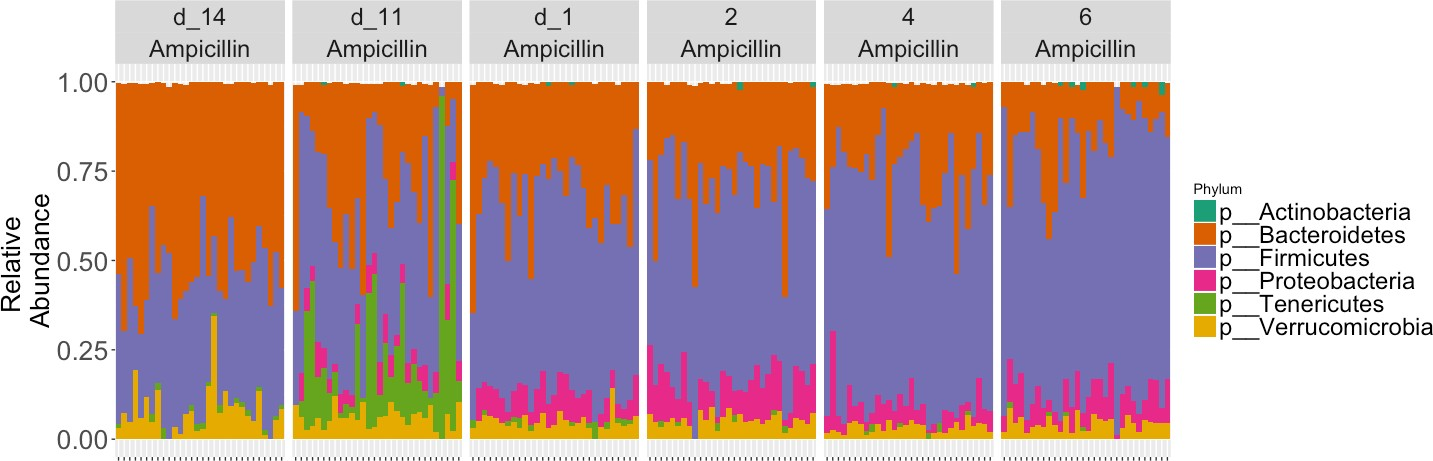 d_14 d_11 d_1 2 4 6
Ampicillin Ampicillin Ampicillin Ampicillin Ampicillin Ampicillin
1.00
0.75
0.50
0.25
0.00
Relative
Abundance
Phylum
p__Actinobacteria
p__Bacteroidetes
p__Firmicutes
p__Proteobacteria
p__Tenericutes
p__Verrucomicrobia